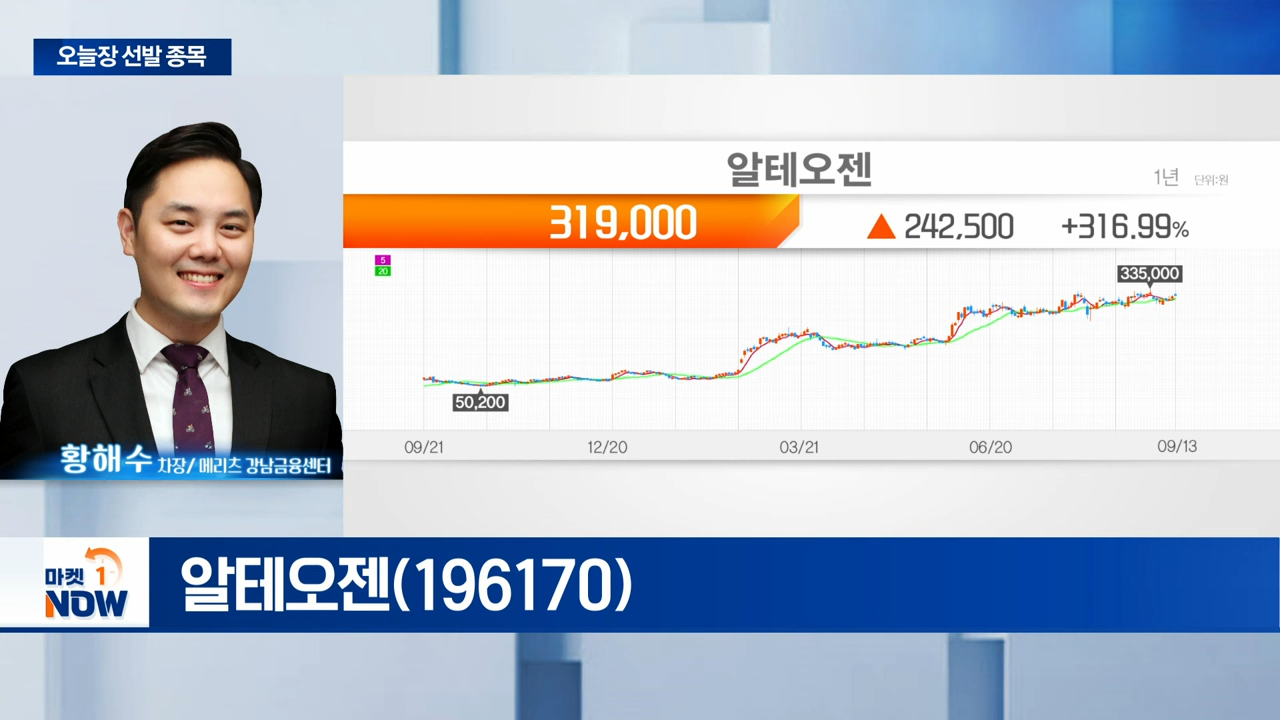 오늘장 선발 종목
알테오젠
1년 단위:원
319,000 ▲ 242,500 +316.99%
5
20
335,000
50,200
09/21 12/20 03/21 06/20 09/13
황해수 차장/ 메리츠 강남금융센터
마켓 1
NOW
알테오젠(196170)